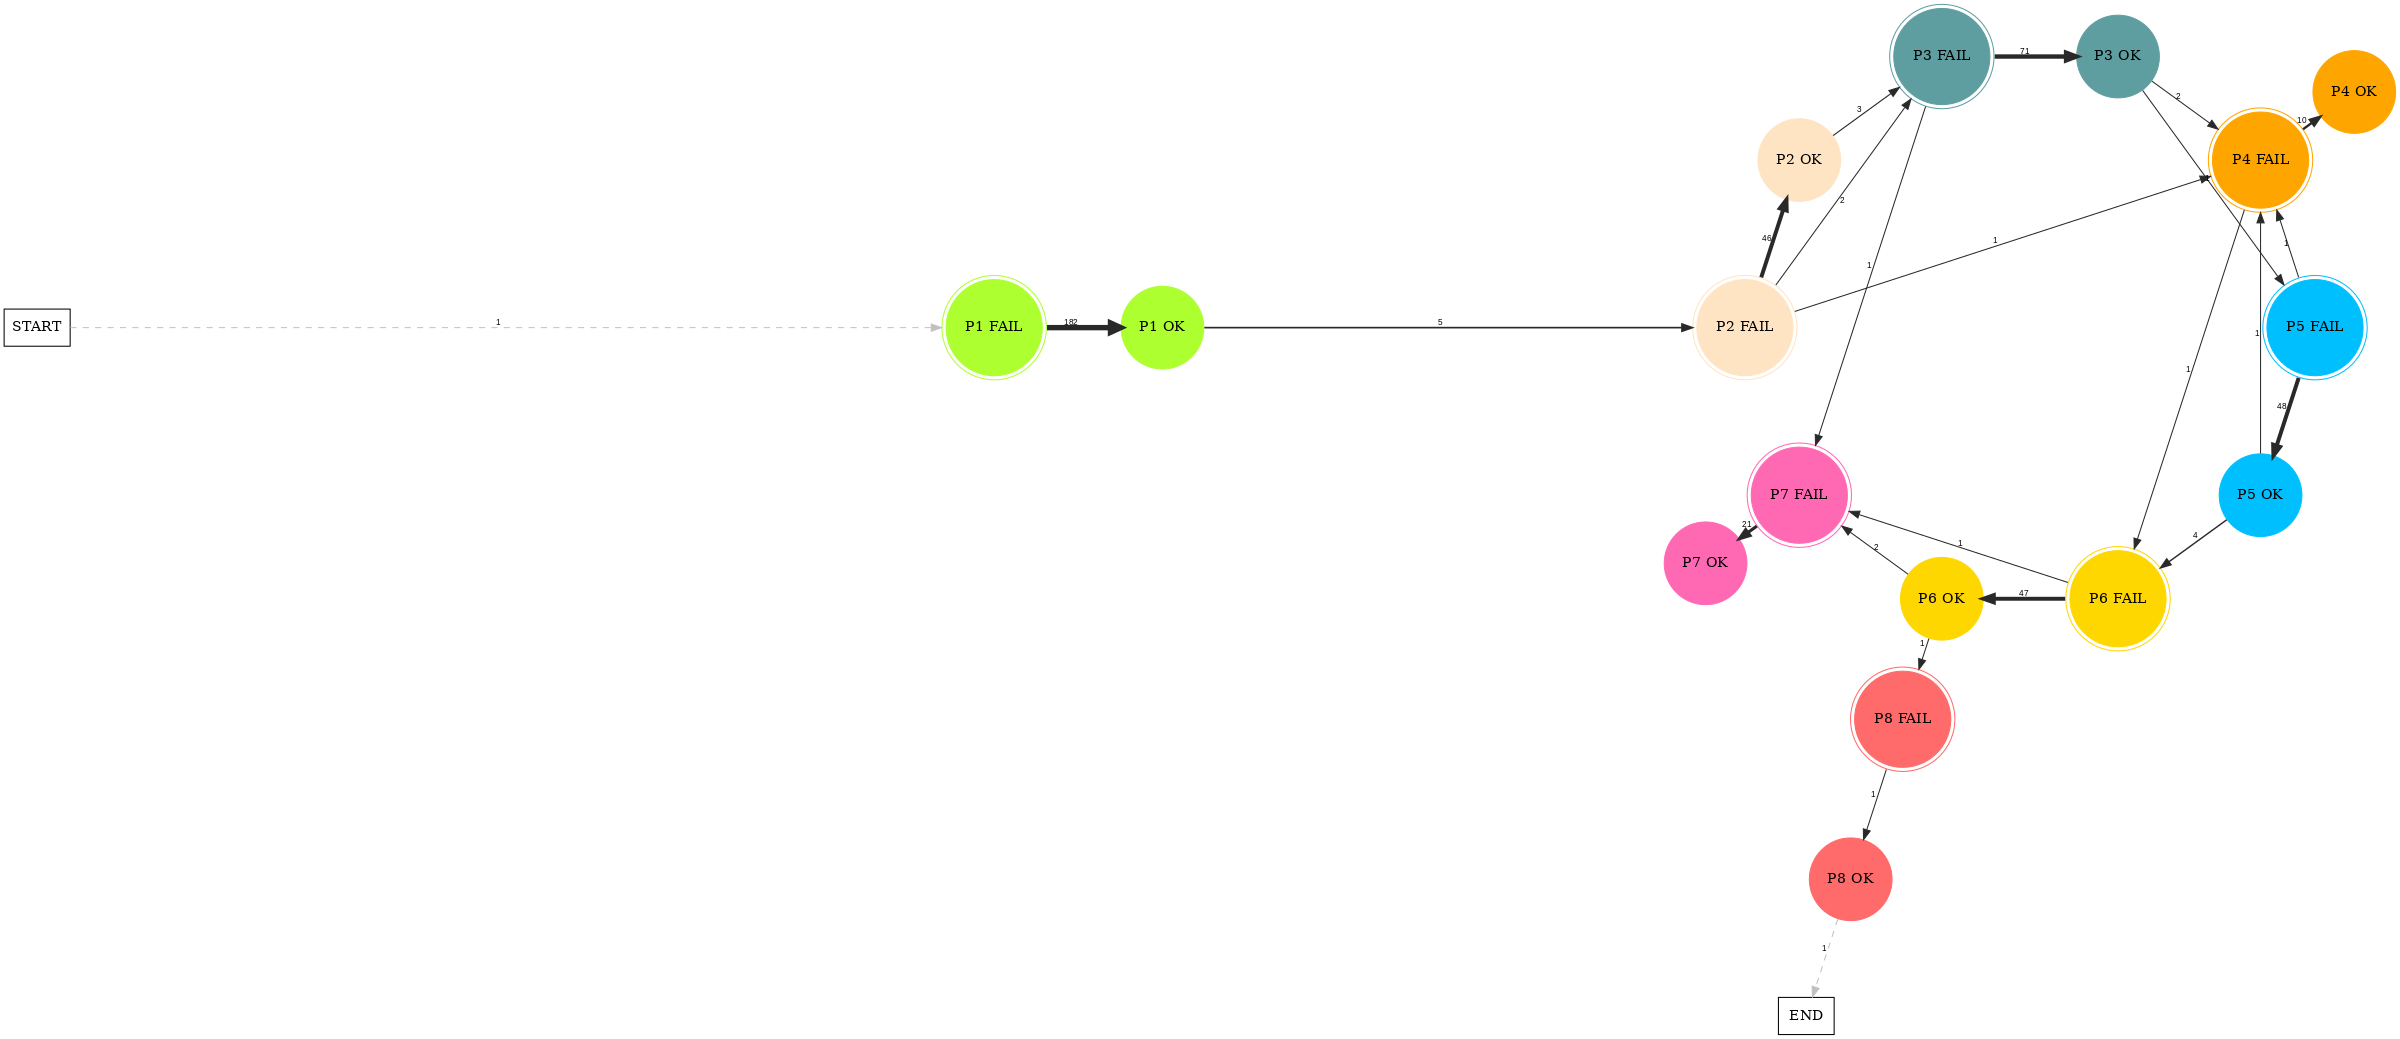 P3 FAIL
71
P3 OK
P4 OK
2
3
10
P2 OK
P4 FAIL
2
46
1
1
1
START
1
P1 FAIL
182
P1 OK
5
P2 FAIL
1
P5 FAIL
1
48
P7 FAIL
P5 OK
21
2
1
4
P7 OK
P6 OK
47
P6 FAIL
1
P8 FAIL
1
P8 OK
1
END